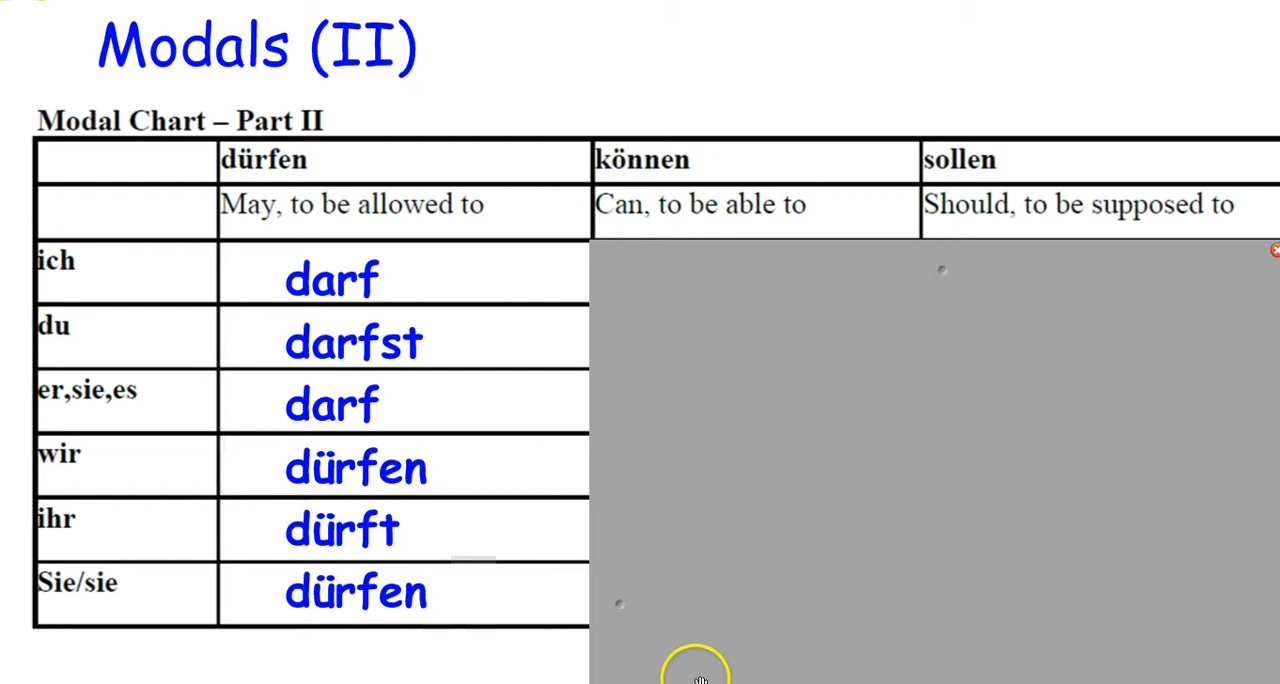 Modals (II)
Modal Chart – Part II
dürfen können sollen
May, to be allowed to Can, to be able to Should, to be supposed to
ich darf
du darfst
er,sie,es darf
wir dürfen
ihr dürft
Sie/sie dürfen